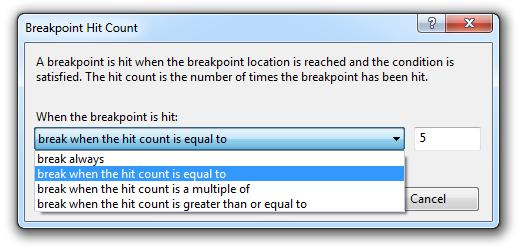 Breakpoint Hit Count
?
A breakpoint is hit when the breakpoint location is reached and the condition is
satisfied. The hit count is the number of times the breakpoint has been hit.
When the breakpoint is hit:
break when the hit count is equal to 5
break always
break when the hit count is equal to
break when the hit count is a multiple of
break when the hit count is greater than or equal to
Cancel